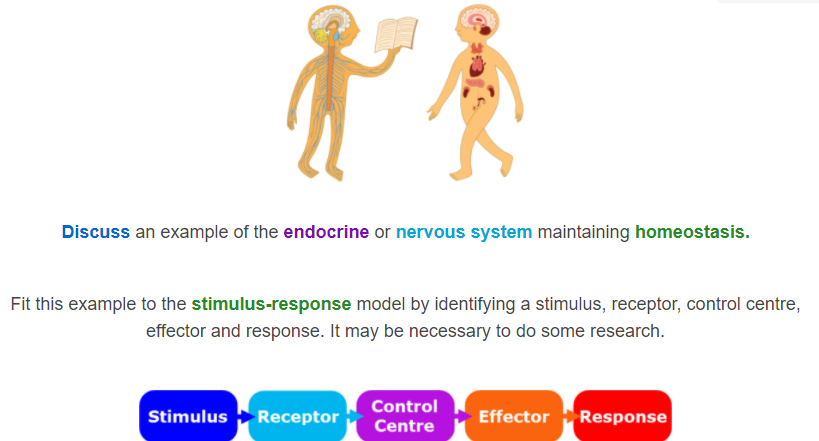 Discuss an example of the endocrine or nervous system maintaining homeostasis.
Fit this example to the stimulus-response model by identifying a stimulus, receptor, control centre,
effector and response. It may be necessary to do some research.
Stimulus
Receptor
Control
Centre
Effector
Response